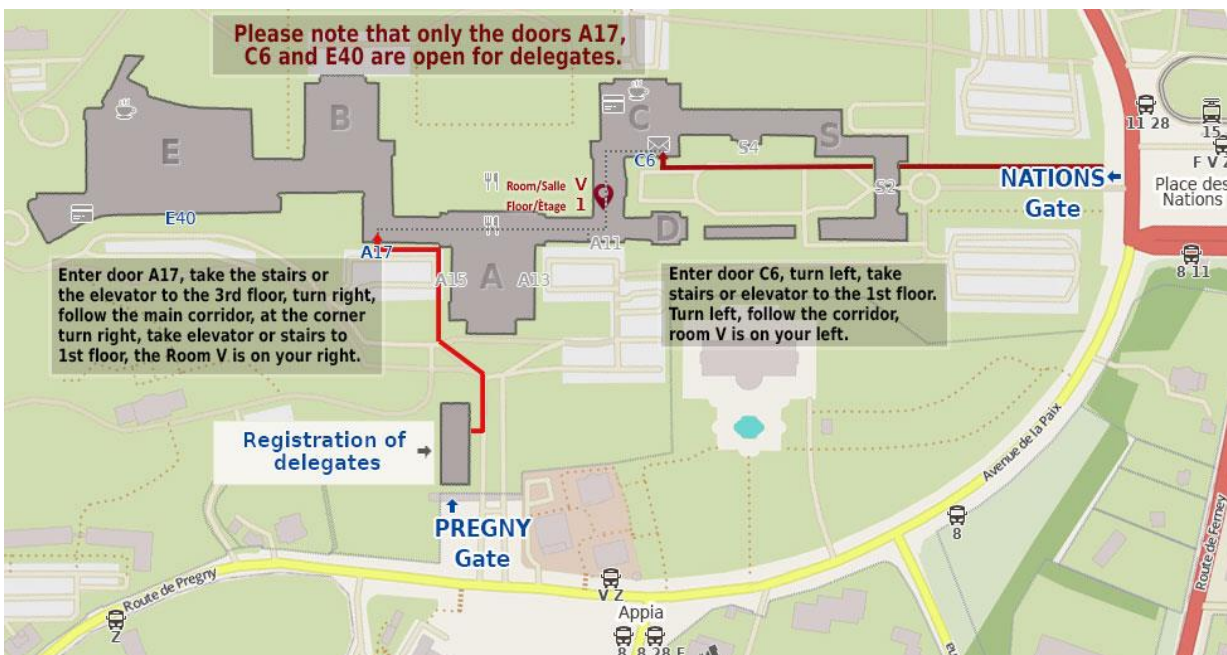 Please note that only the doors A17,
C6 and E40 are open for delegates.
B
C
E
S
11 28
15
S4
C6
F V Z
Room/Salle V
Floor/Ètage 1
NATIONS
Gate
Place des
Nations
S2
E40
A17
A11
D
8 11
A15
A
A13
Enter door A17, take the stairs or
the elevator to the 3rd floor, turn right,
follow the main corridor, at the corner
turn right, take elevator or stairs to
1st floor, the Room V is on your right.
Enter door C6, turn left, take
stairs or elevator to the 1st floor.
Turn left, follow the corridor,
room V is on your left.
Registration of
delegates
Avenue de la Paix
PREGNY
Gate
8
Route de Ferney
Route de Pregny
V Z
Appia
Z
8
8 28 F